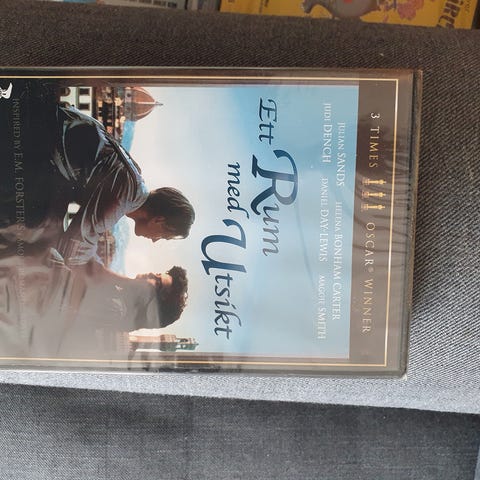 3 TIMES OSCAR® WINNER
JULIAN SANDS HELENA BONHAM CARTER MAGGIE SMITH
JUDI DENCH DANIEL DAY-LEWIS
Ett Rum
med Utsikt
INSPIRED BY E.M. FORSTER'S